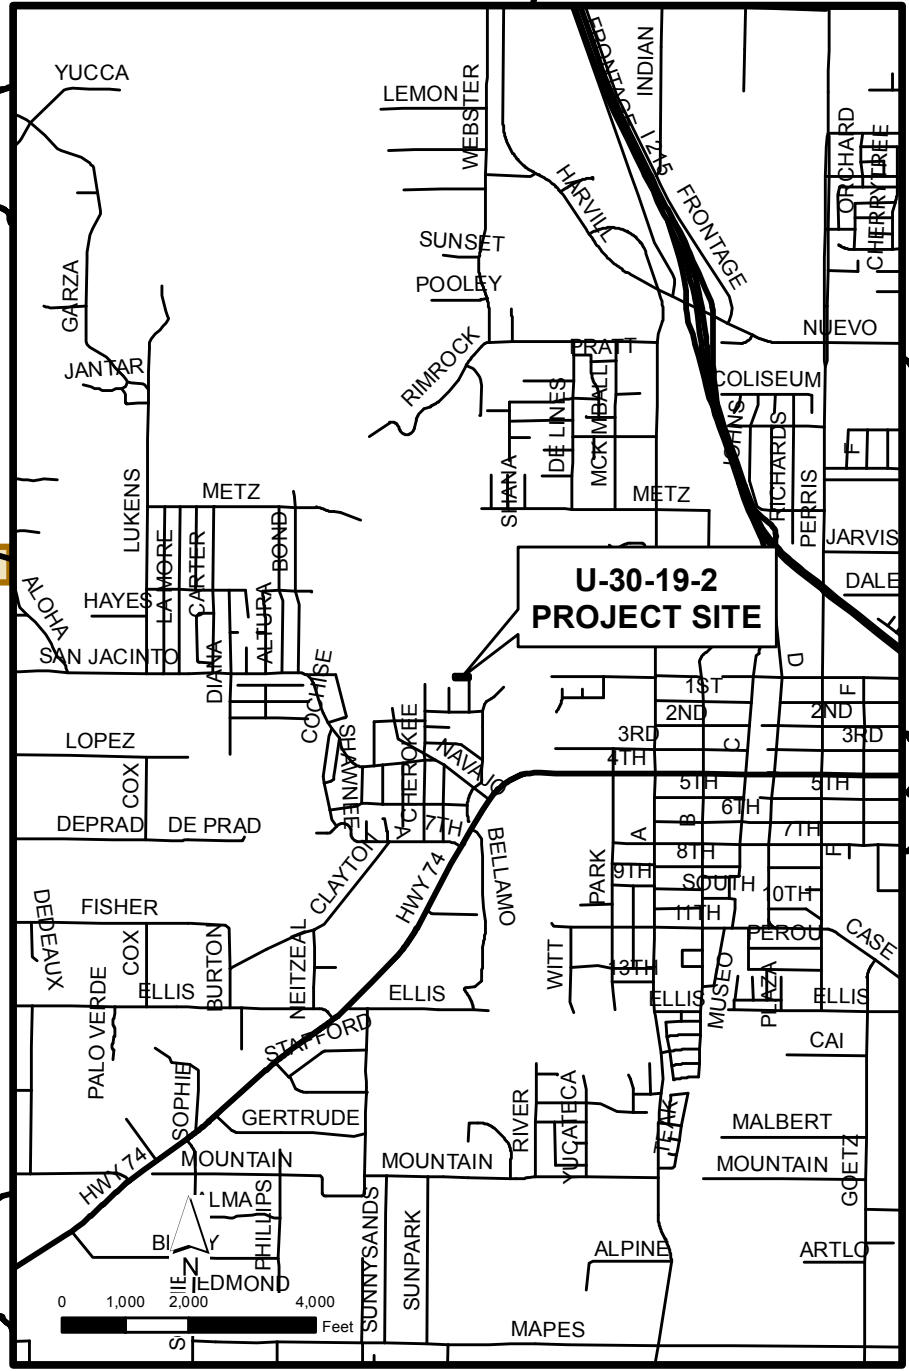 YUCCA
LEMON
WEBSTER
FRONTAGE
I 215
INDIAN
FRONTAGE
ORCHARD
CHERRYTREE
HARVILL
SUNSET
POOLEY
GARZA
NUEVO
JANTAR
RIMROCK
PRATT
COLISEUM
DE LINES
MCKIMBALL
JOHNS
RICHARDS
PERRIS
F
LUKENS
METZ
SHANA
METZ
LA MORE
CARTER
BOND
JARVIS
DALE
ALOHA
HAYES
ALTURA
U-30-19-2
PROJECT SITE
SAN JACINTO
DIANA
COCHISE
D
1ST
F
2ND
2ND
LOPEZ
SHAWNEE
CHEROKEE
NAVAJO
3RD
C
3RD
4TH
COX
5TH
5TH
6TH
DEPRAD
DE PRAD
A
7TH
A
B
7TH
CLAYTON
HWY 74
BELLAMO
8TH
F
PARK
9TH
SOUTH
10TH
DEDEAUX
FISHER
11TH
CASE
COX
BURTON
NEITZEAL
WITT
PEROU
13TH
ELLIS
ELLIS
ELLIS
MUSEO
PLAZA
ELLIS
PALO VERDE
STAFFORD
CAI
SOPHIE
GERTRUDE
RIVER
YUCATECA
TEAK
MALBERT
HWY 74
MOUNTAIN
MOUNTAIN
MOUNTAIN
GOETZ
ALMA
PHILLIPS
SUNNYSANDS
SUNPARK
ALPINE
ARTLO
N
EDMOND
0 1,000 2,000 4,000
Feet
MAPES